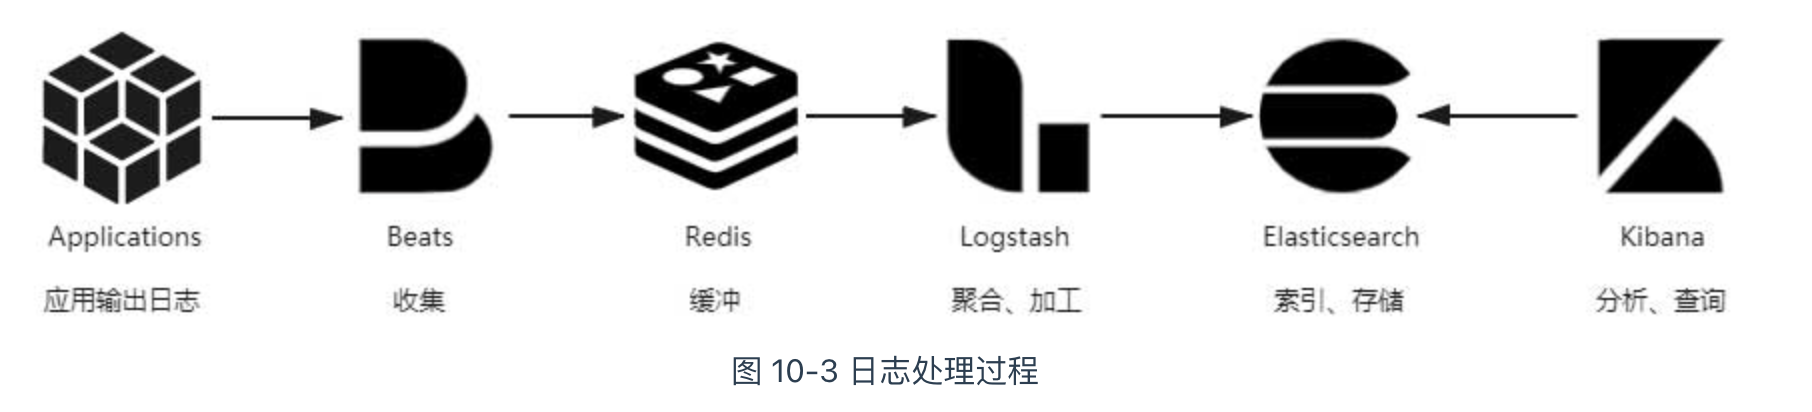 Applications Beats Redis Logstash Elasticsearch Kibana
应用输出日志 收集 缓冲 聚合、加工 索引、存储 分析、查询
图 10-3 日志处理过程